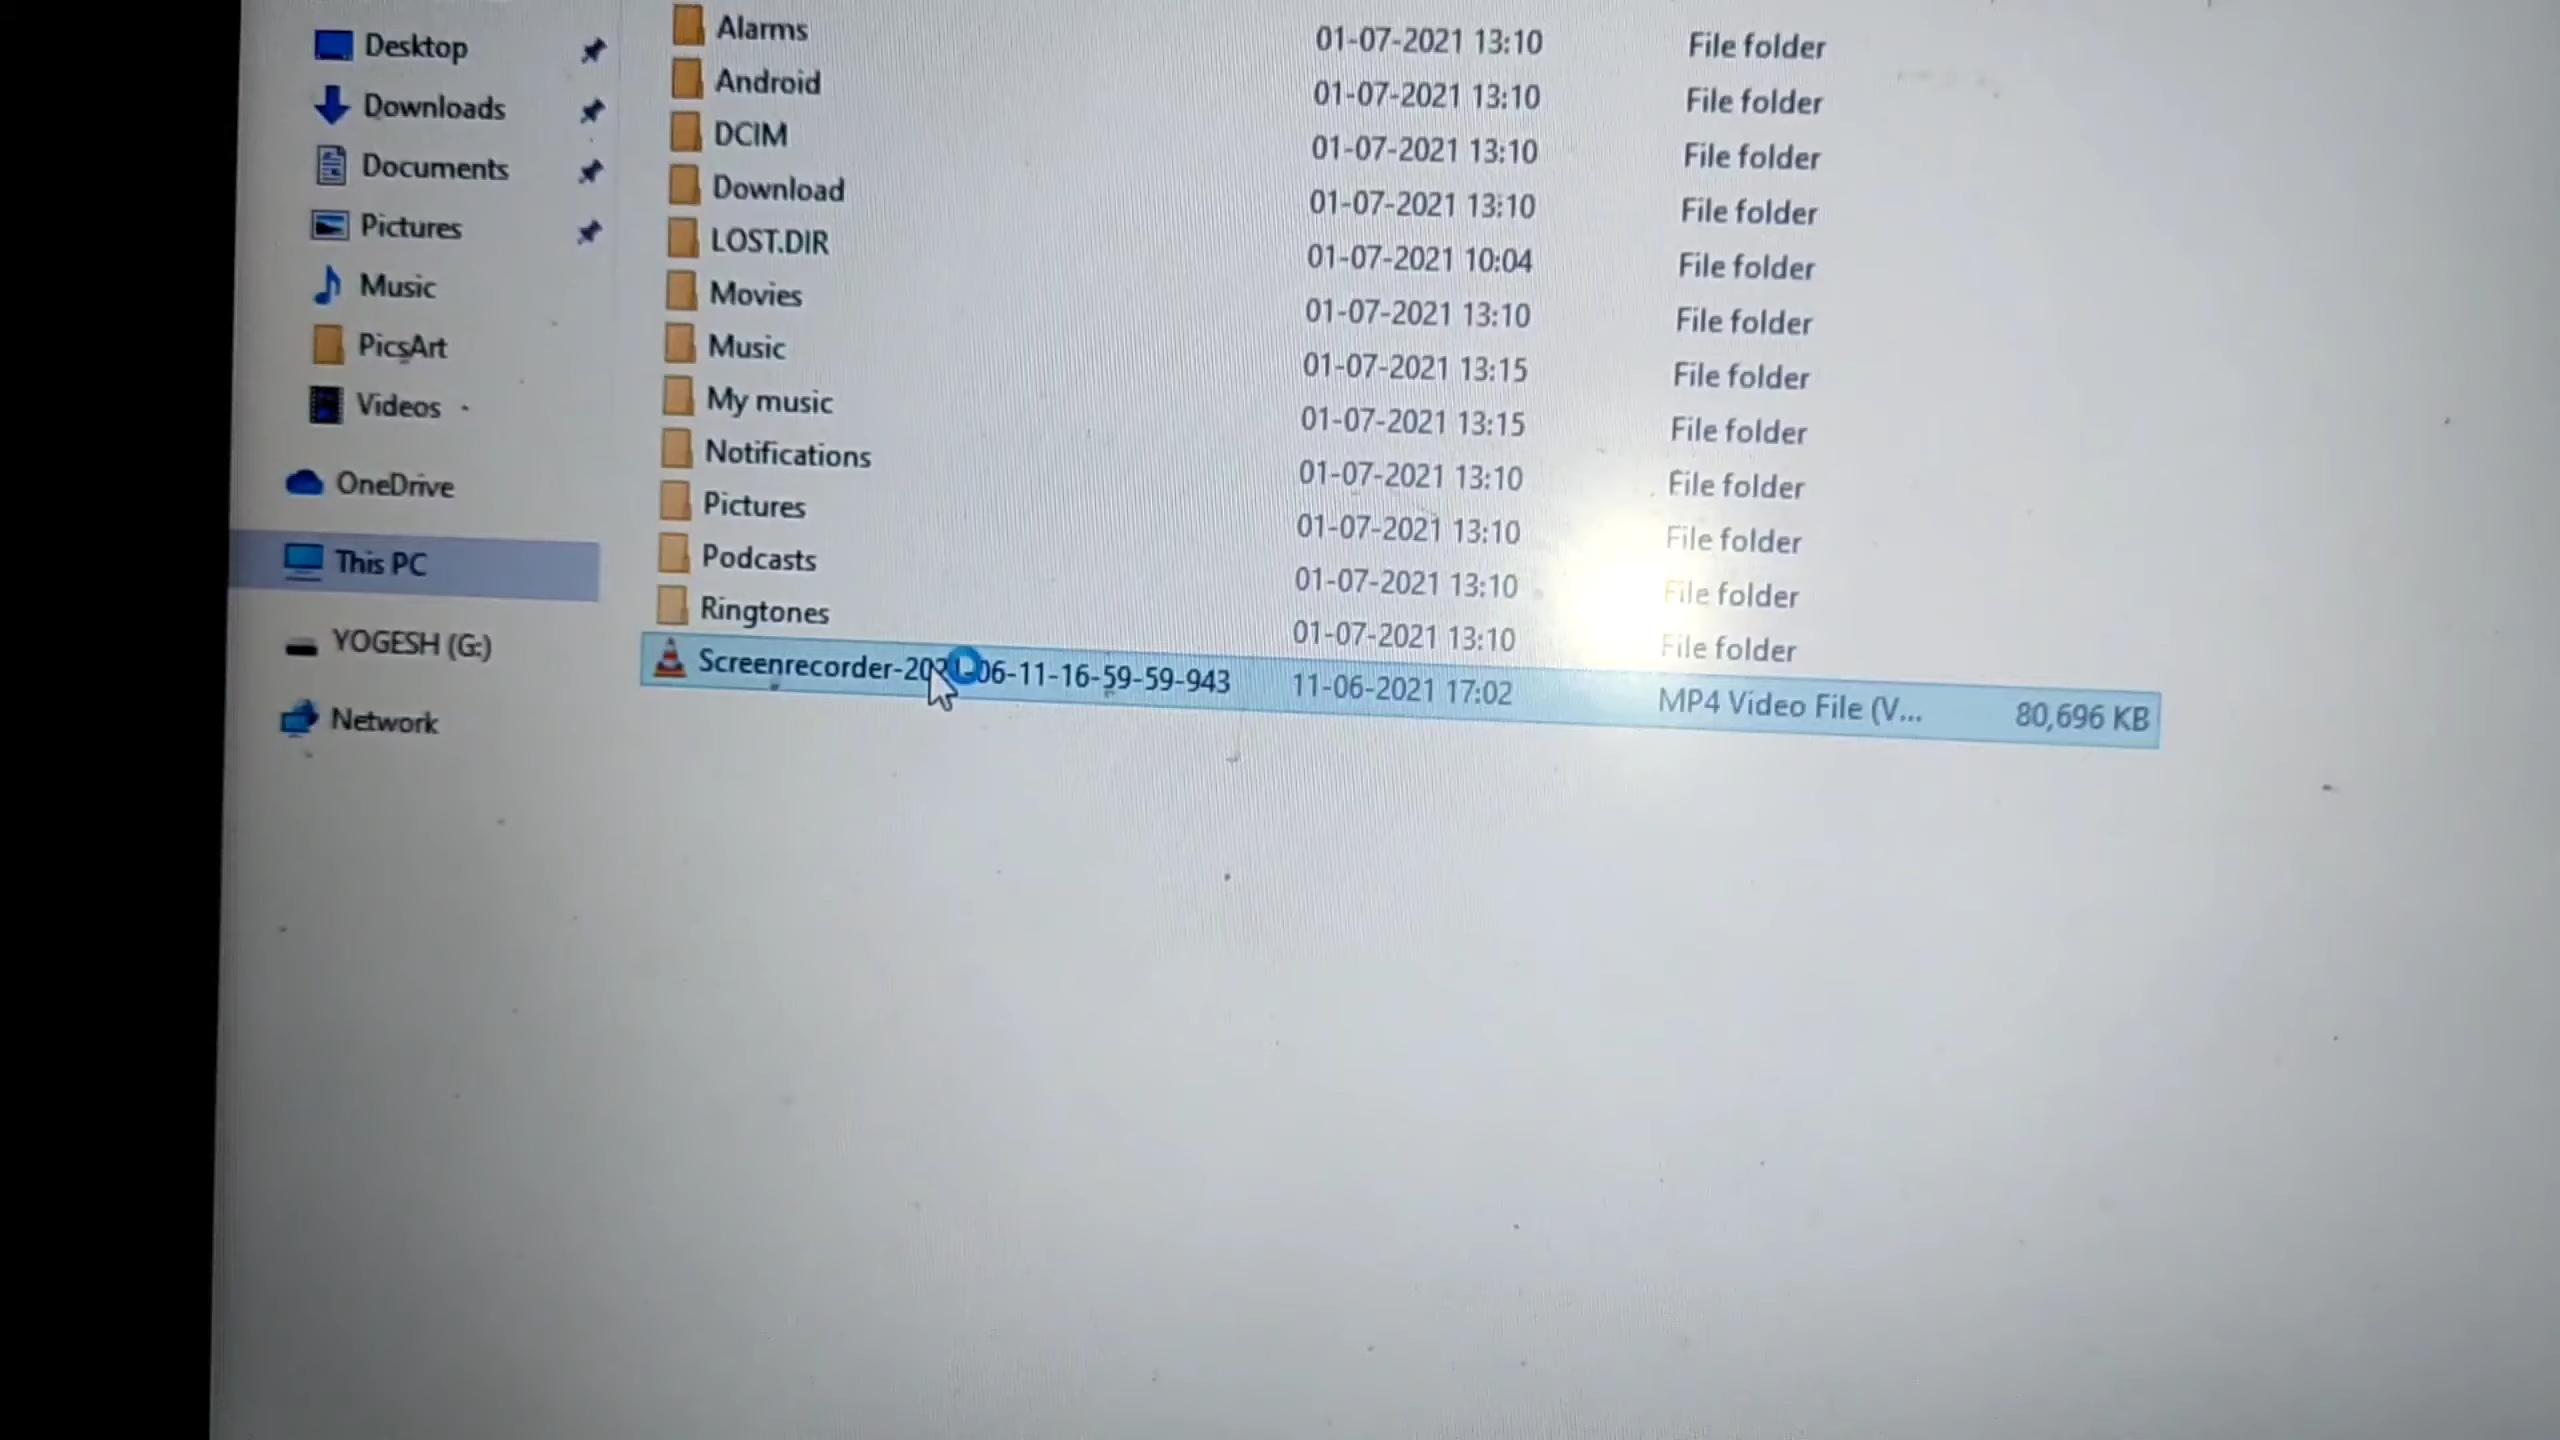 Desktop
Downloads
Documents
Pictures
Music
PicsArt
Videos
OneDrive
This PC
YOGESH (G:)
Network
Alarms 01-07-2021 13:10 File folder
Android 01-07-2021 13:10 File folder
DCIM 01-07-2021 13:10 File folder
Download 01-07-2021 13:10 File folder
LOST.DIR 01-07-2021 10:04 File folder
Movies 01-07-2021 13:10 File folder
Music 01-07-2021 13:15 File folder
My music 01-07-2021 13:15 File folder
Notifications 01-07-2021 13:10 File folder
Pictures 01-07-2021 13:10 File folder
Podcasts 01-07-2021 13:10 File folder
Ringtones 01-07-2021 13:10 File folder
Screenrecorder-2021-06-11-16-59-59-943 11-06-2021 17:02 MP4 Video File (V... 80,696 KB